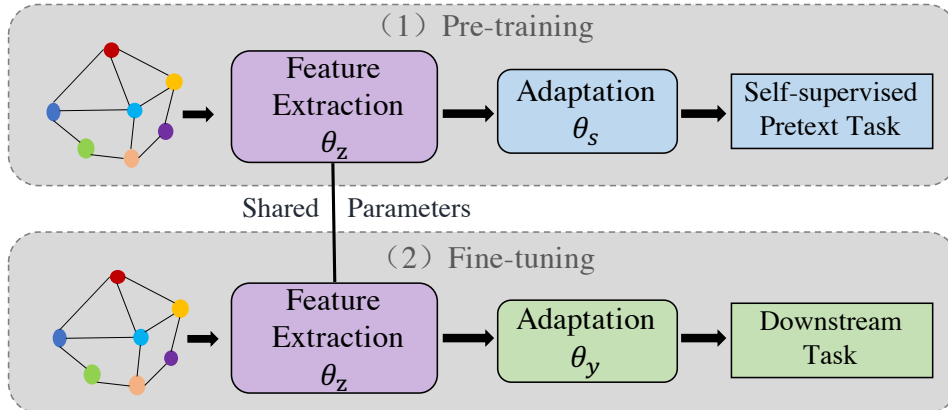 （1）Pre-training
Feature
Extraction
θz
Adaptation
θs
Self-supervised
Pretext Task
Shared Parameters
（2）Fine-tuning
Feature
Extraction
θz
Adaptation
θy
Downstream
Task